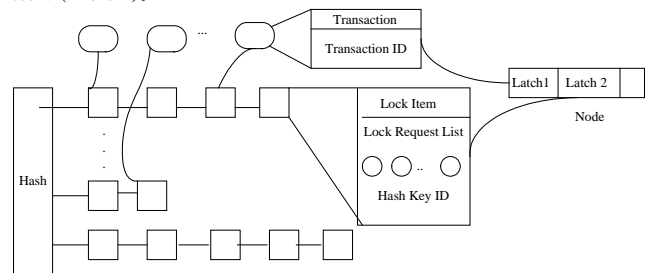 ...
Transaction
Transaction ID
Latch1
Latch 2
Node
Lock Item
Lock Request List
..
Hash Key ID
Hash
.
.
.